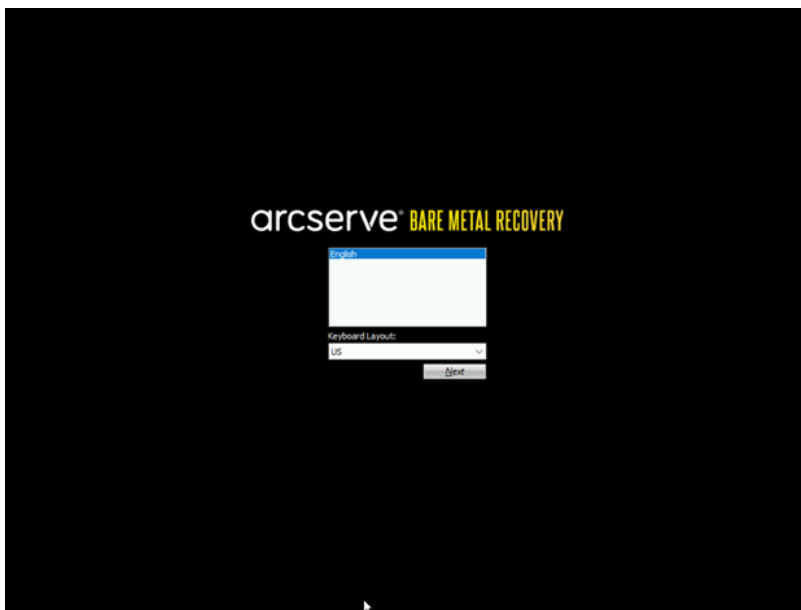 arcserve® BARE METAL RECOVERY
English
Keyboard Layout:
US
Next